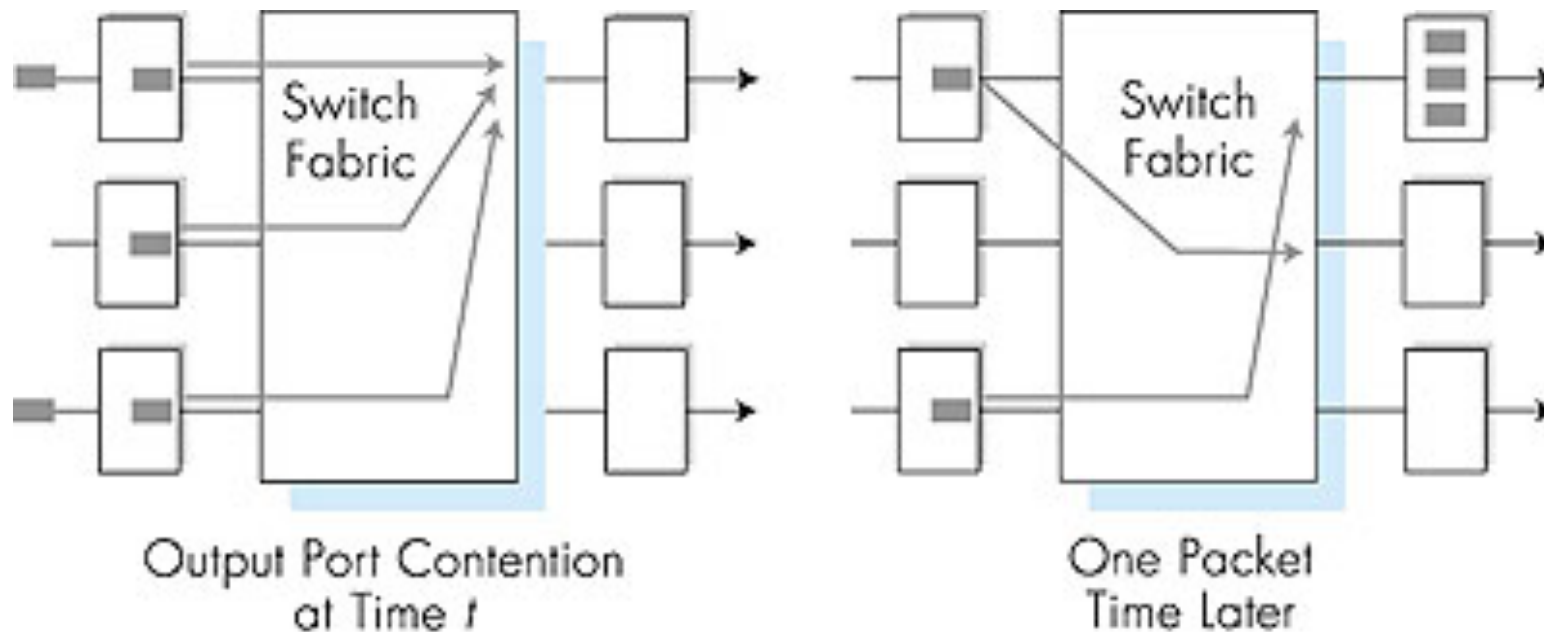 Switch
Fabric
Switch
Fabric
Output Port Contention
at Time t
One Packet
Time Later